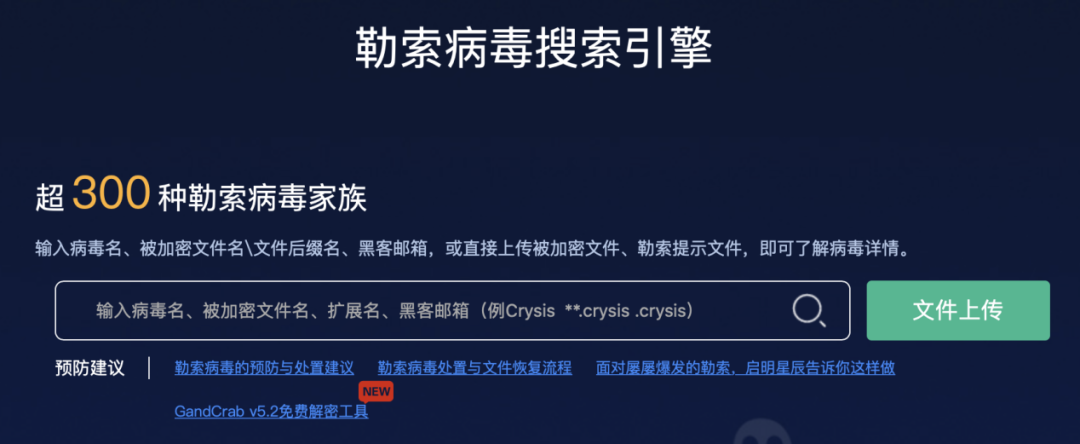 勒索病毒搜索引擎
超 300 种勒索病毒家族
输入病毒名、被加密文件名\文件后缀名、黑客邮箱，或直接上传被加密文件、勒索提示文件，即可了解病毒详情。
输入病毒名、被加密文件名、扩展名、黑客邮箱（例Crysis **.crysis .crysis） 文件上传
预防建议 勒索病毒的预防与处置建议 勒索病毒处置与文件恢复流程 面对屡屡爆发的勒索，启明星辰告诉你这样做
NEW
GandCrab v5.2免费解密工具